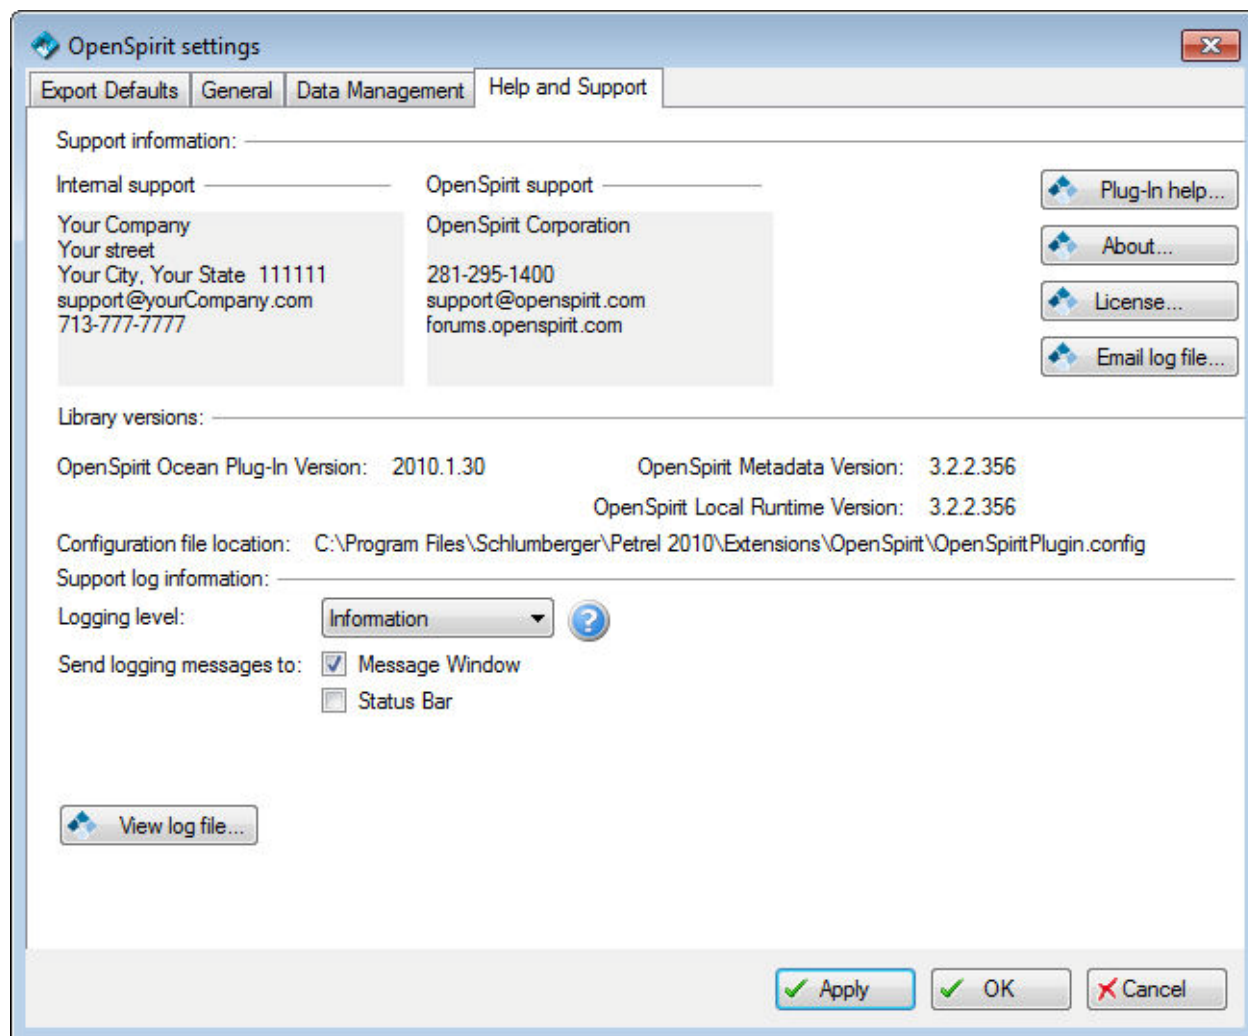 OpenSpirit settings
Export Defaults General Data Management Help and Support
Support information:
Internal support
Your Company
Your street
Your City, Your State 111111
support@yourCompany.com
713-777-7777
OpenSpirit support
OpenSpirit Corporation
281-295-1400
support@openspirit.com
forums.openspirit.com
Plug-In help...
About...
License...
Email log file...
Library versions:
OpenSpirit Ocean Plug-In Version: 2010.1.30 OpenSpirit Metadata Version: 3.2.2.356
OpenSpirit Local Runtime Version: 3.2.2.356
Configuration file location: C:\Program Files\Schlumberger\Petrel 2010\Extensions\OpenSpirit\OpenSpiritPlugin.config
Support log information:
Logging level: Information ?
Send logging messages to: Message Window
Status Bar
View log file...
Apply OK Cancel